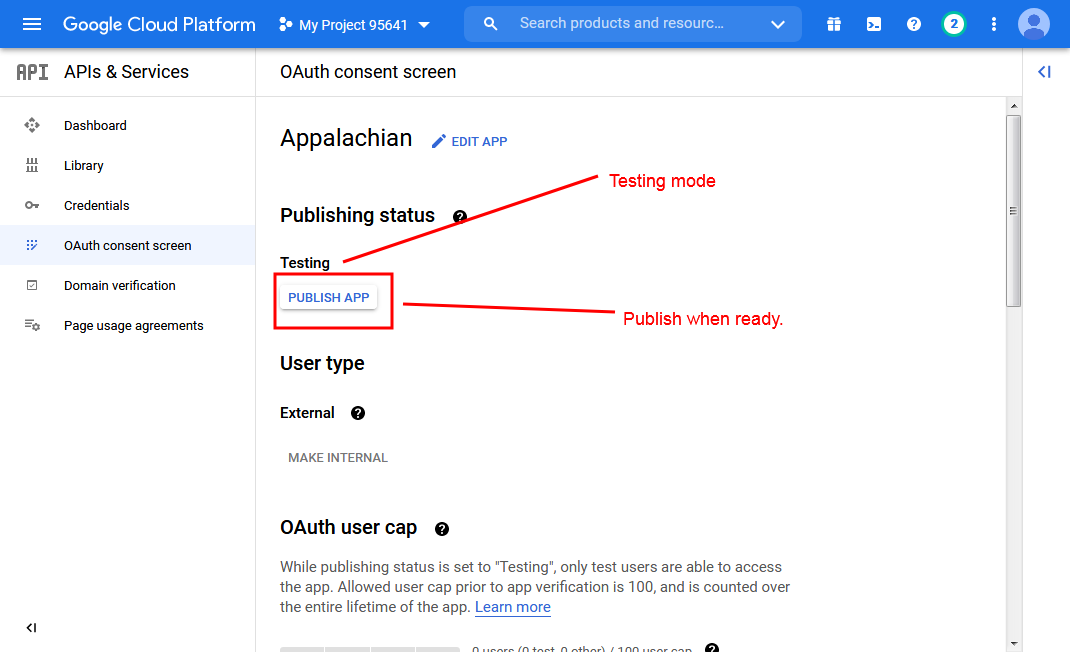 Google Cloud Platform
My Project 95641
Search products and resourc...
2
API
APIs & Services
OAuth consent screen
Dashboard
Library
Credentials
OAuth consent screen
Domain verification
Page usage agreements
Appalachian
EDIT APP
Testing mode
Publishing status
Testing
PUBLISH APP
Publish when ready.
User type
External
MAKE INTERNAL
OAuth user cap
While publishing status is set to "Testing", only test users are able to access
the app. Allowed user cap prior to app verification is 100, and is counted over
the entire lifetime of the app. Learn more
0 users (0 test, 0 other) / 100 user cap